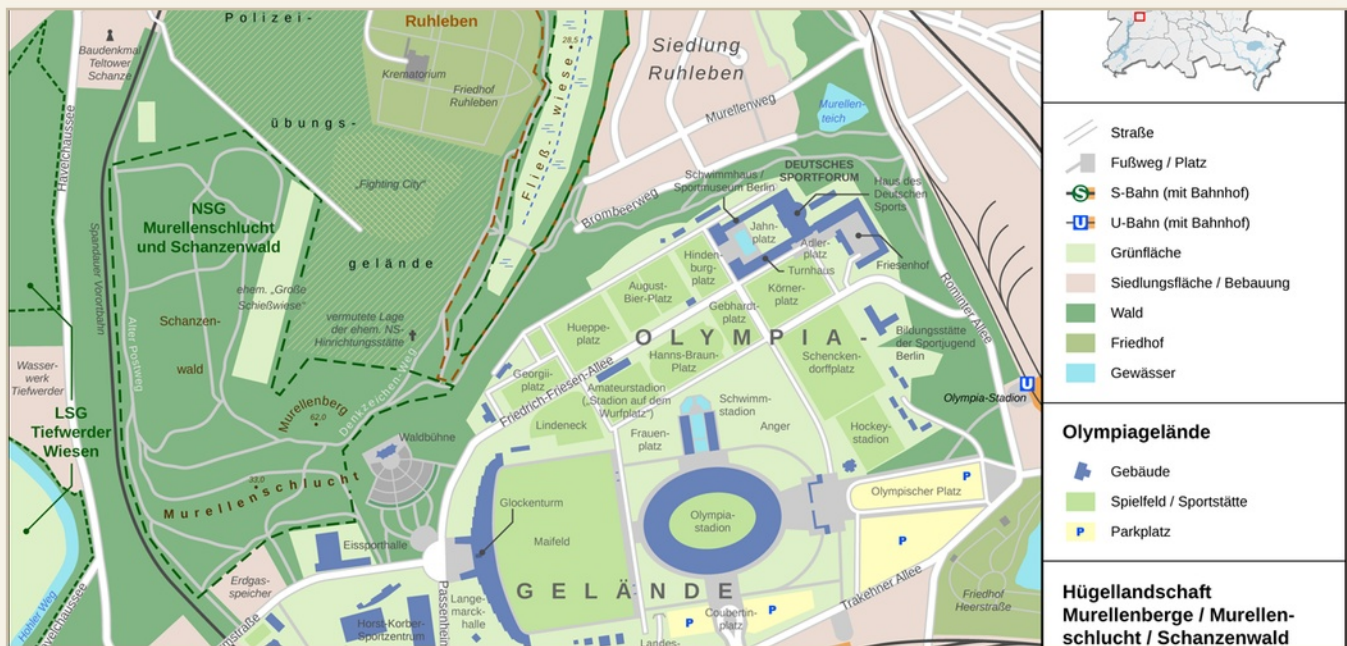 Polizei-
Ruhleben
28,5
Siedlung
Ruhleben
Baudenkmal
Teltower
Schanze
Krematorium
Friedhof
Ruhleben
Fließ-wiese
Murellenweg
Murellen-
teich
Havelchaussee
übungs-
„Fighting City“
DEUTSCHES
SPORTFORUM
Schwimmhaus /
Sportmuseum Berlin
Haus des
Deutschen
Sports
Brombeerweg
NSG
Murellenschlucht
und Schanzenwald
Jahn-
platz
Adler-
platz
Turnhaus
Friesenhof
Spandauer Vorortbahn
gelände
Hinden-
burg-
platz
Körner-
platz
August-
Bier-Platz
Gebhardt-
platz
Rominter Allee
ehem. „Große
Schießwiese“
vermutete Lage
der ehem. NS-
Hinrichtungsstätte
Schanzen-
wald
Alter Postweg
Hueppe-
platz
OLYMPIA-
Bildungsstätte
der Sportjugend
Berlin
Hanns-Braun-
Platz
Schencken-
dorffplatz
Wasser-
werk
Tiefwerder
Denkzeichen-Weg
Georgii-
platz
Friedrich-Friesen-Allee
Amateurstadion
(„Stadion auf dem
Wurfplatz“)
Schwimm-
stadion
U
Olympia-Stadion
LSG
Tiefwerder
Wiesen
Murellenberg
62,0
Lindeneck
Frauen-
platz
Anger
Hockey-
stadion
Waldbühne
33,0
Murellenschlucht
Glockenturm
Olympischer Platz
P
Olympia-
stadion
Eissporthalle
Maifeld
P
Erdgas-
speicher
GELÄNDE
Trakehner Allee
Friedhof
Heerstraße
Hohler Weg
Passenheim
Lange-
marck-
halle
Coubertin-
platz
P
P
Horst-Korber-
Sportzentrum
Landes-
Straße
Fußweg / Platz
S
S-Bahn (mit Bahnhof)
U
U-Bahn (mit Bahnhof)
Grünfläche
Siedlungsfläche / Bebauung
Wald
Friedhof
Gewässer
Olympiagelände
Gebäude
Spielfeld / Sportstätte
P
Parkplatz
Hügellandschaft
Murellenberge / Murellen-
schlucht / Schanzenwald